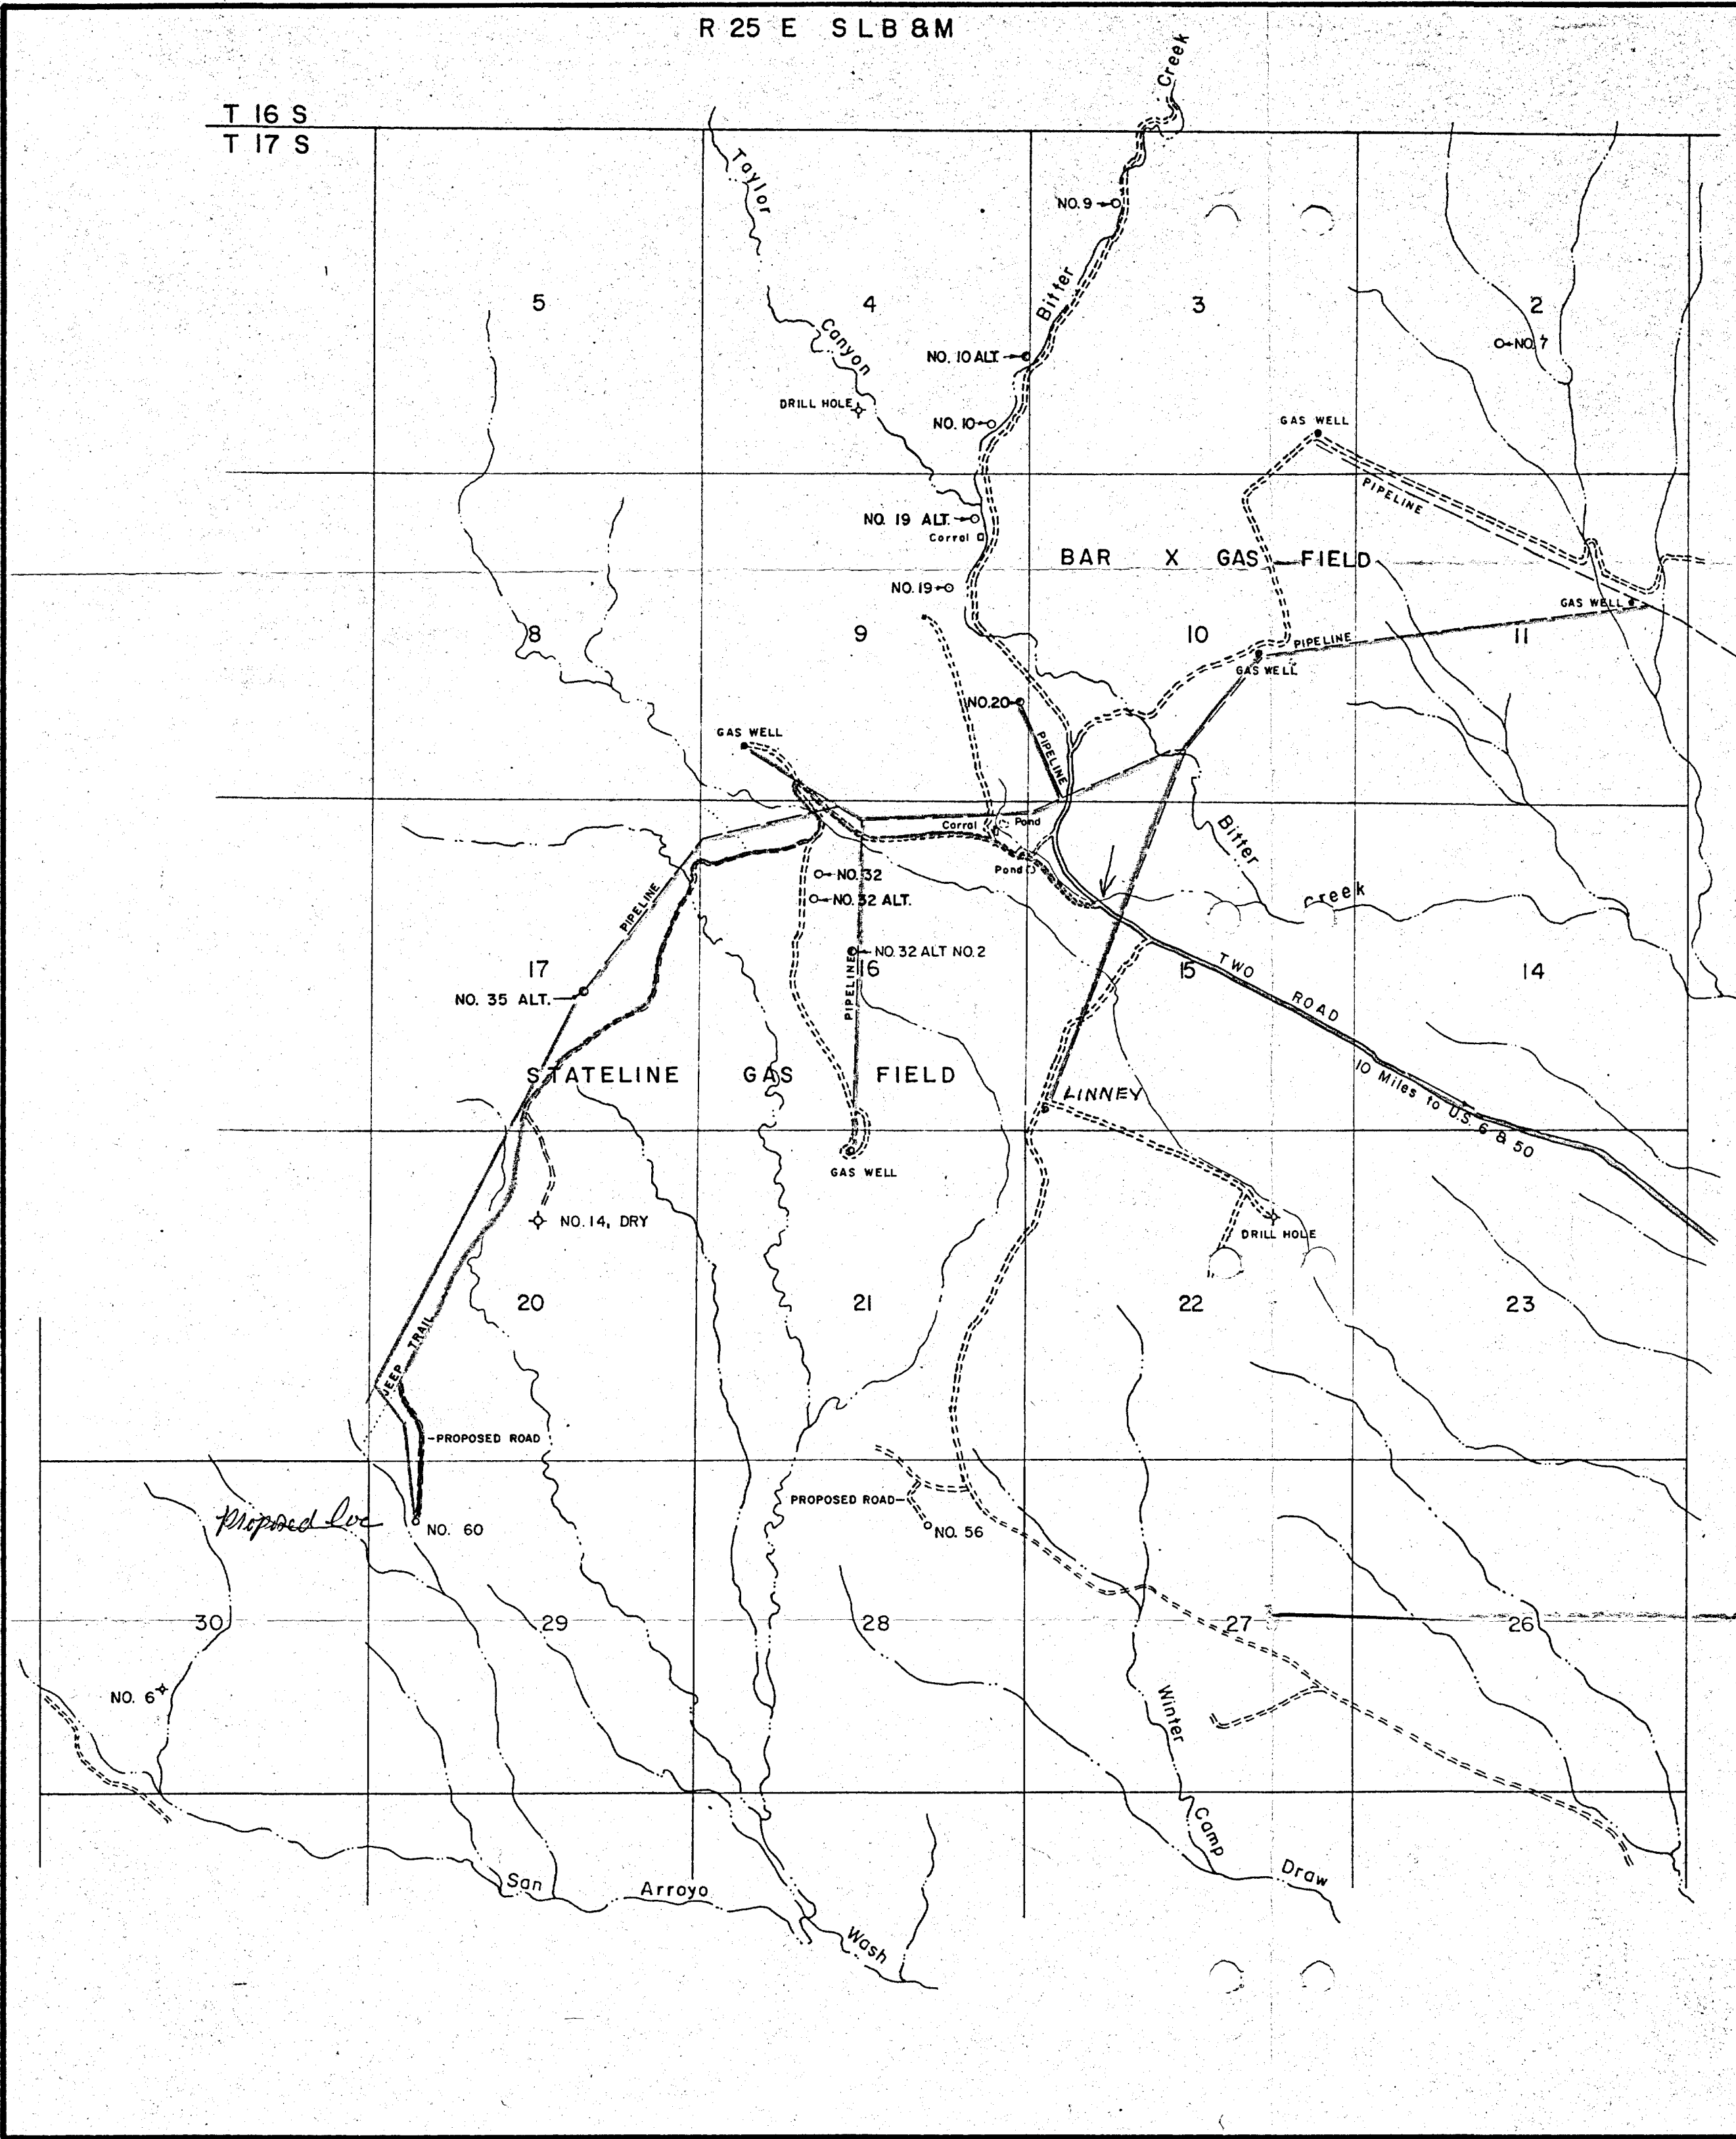 R 25 E SLB&M
T 16 S
T 17 S
Creek
Taylor
NO. 9
Bitter
5
4
3
2
Canyon
NO. 10 ALT.
NO. 7
DRILL HOLE
NO. 10
GAS WELL
PIPELINE
NO. 19 ALT.
Corral
BAR X GAS FIELD
NO. 19
GAS WELL
8
9
10
PIPELINE
11
GAS WELL
NO. 20
GAS WELL
PIPELINE
Corral
Pond
Bitter
Pond
NO. 32
creek
NO. 32 ALT.
PIPELINE
NO. 32 ALT NO. 2
17
16
15
TWO
14
NO. 35 ALT.
PIPELINE
ROAD
STATELINE GAS FIELD
10 Miles to U.S. 6 & 50
LINNEY
GAS WELL
NO. 14, DRY
DRILL HOLE
20
21
22
23
JEEP TRAIL
PROPOSED ROAD
PROPOSED ROAD
Proposed loc
NO. 60
NO. 56
30
29
28
27
26
NO. 6
Winter
Camp
Draw
San
Arroyo
Wash